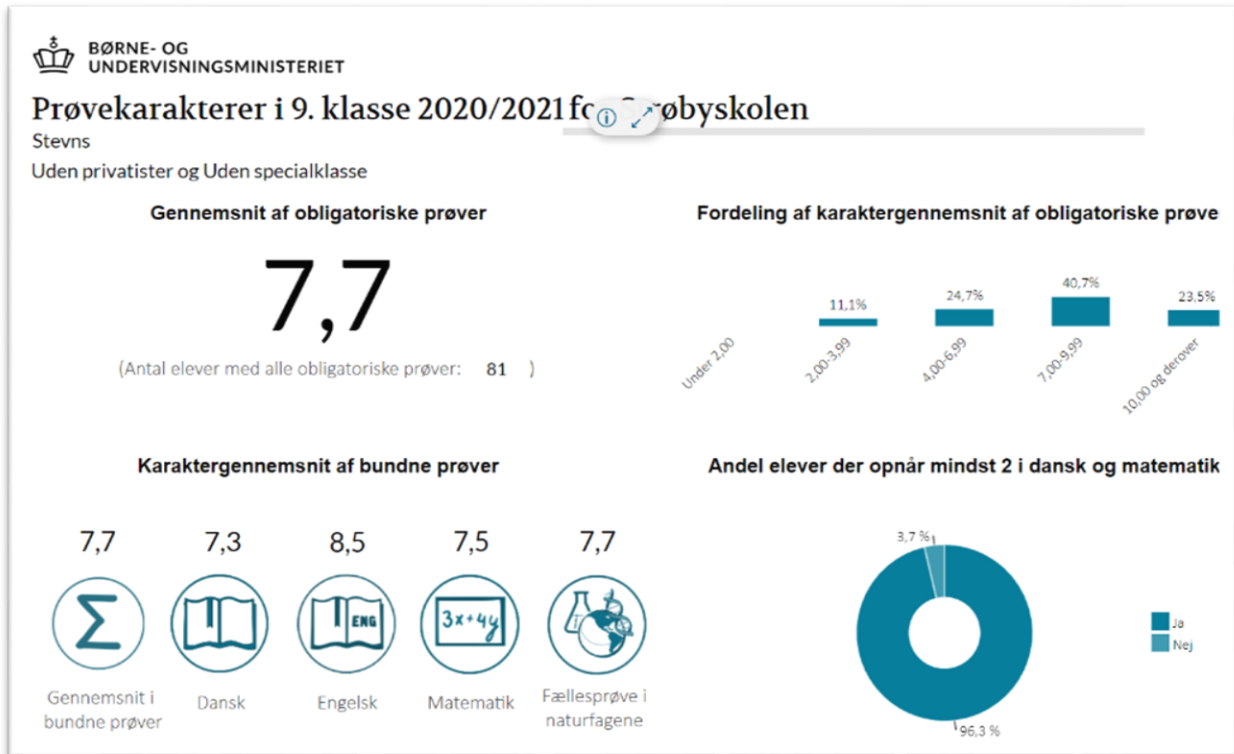 BØRNE- OG
UNDERVISNINGSMINISTERIET
Prøvekarakterer i 9. klasse 2020/2021 røbyskolen
Stevns
Uden privatister og Uden specialklasse
Gennemsnit af obligatoriske prøver
7,7
(Antal elever med alle obligatoriske prøver: 81 )
Fordeling af karaktergennemsnit af obligatoriske prøve
11,1%
24,7%
40,7%
23,5%
Under 2,00
2,00-3,99
4,00-6,99
7,00-9,99
10,00 og derover
Karaktergennemsnit af bundne prøver
7,7
7,3
8,5
7,5
7,7
Σ
ENG
3x+4y
Gennemsnit i
bundne prøver
Dansk
Engelsk
Matematik
Fællesprøve i
naturfagene
Andel elever der opnår mindst 2 i dansk og matematik
3,7 %
96,3 %
Ja
Nej